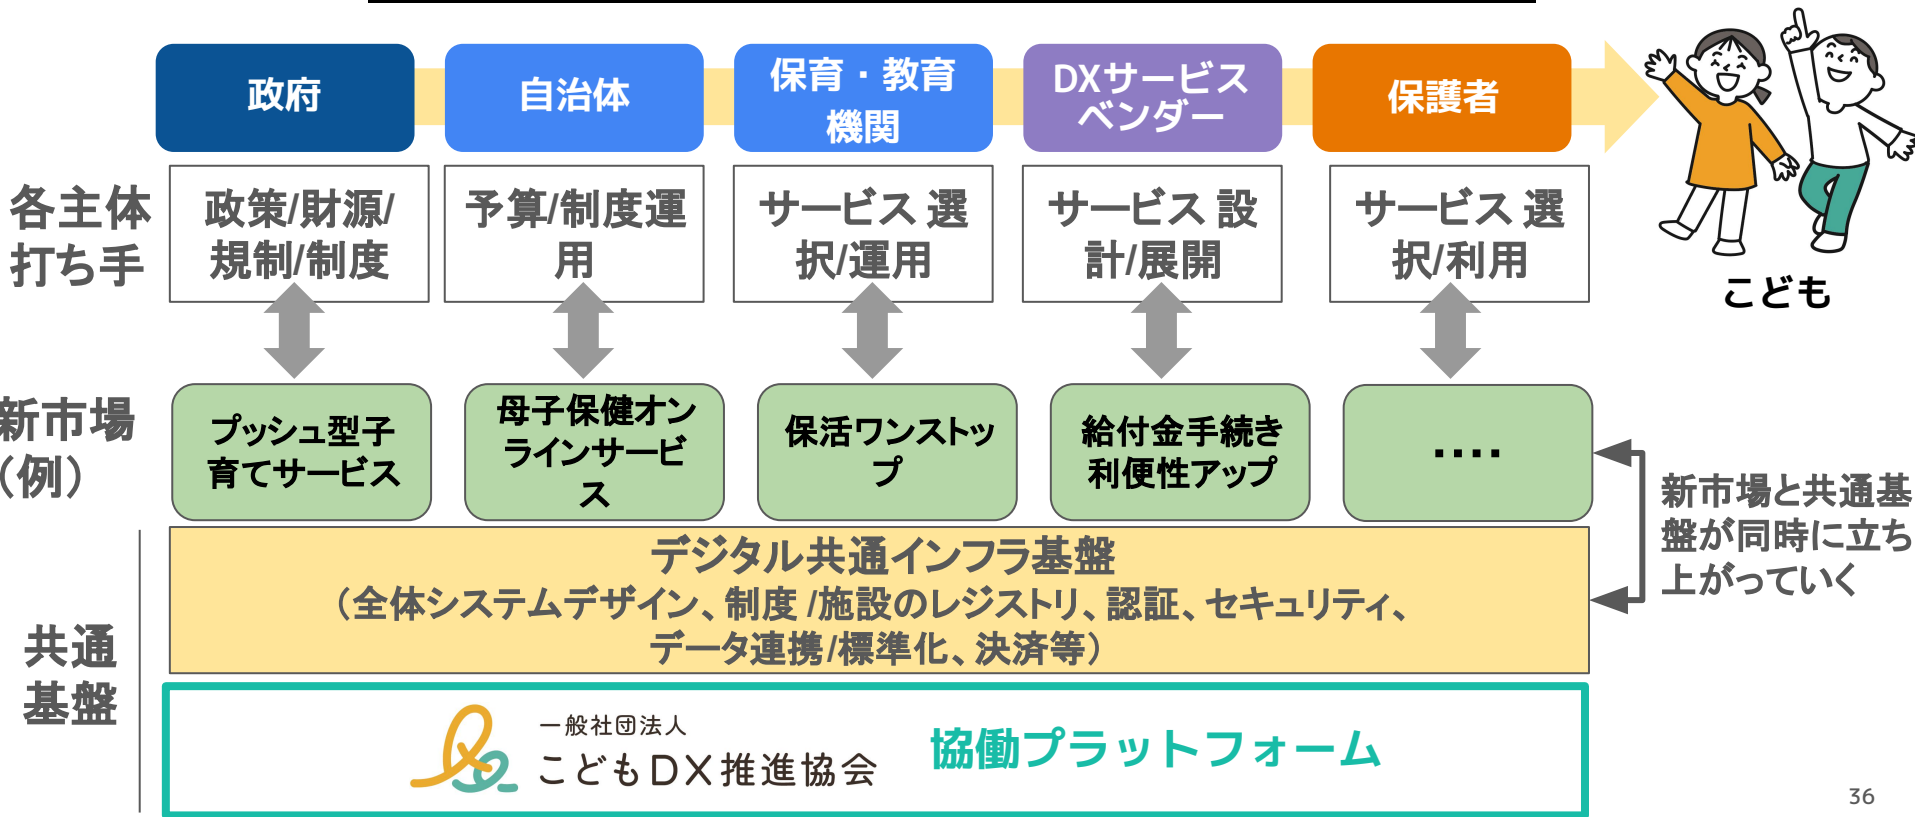 政府
自治体
保育・教育
機関
DXサービス
ベンダー
保護者
各主体
打ち手
政策/財源/
規制/制度
予算/制度運
用
サービス 選
択/運用
サービス 設
計/展開
サービス 選
択/利用
こども
新市場
（例）
プッシュ型子
育てサービス
母子保健オン
ラインサービ
ス
保活ワンストッ
プ
給付金手続き
利便性アップ
....
新市場と共通基
盤が同時に立ち
上がっていく
共通
基盤
デジタル共通インフラ基盤
（全体システムデザイン、制度 /施設のレジストリ、認証、セキュリティ、
データ連携/標準化、決済等）
一般社団法人
こどもDX推進協会
協働プラットフォーム
36